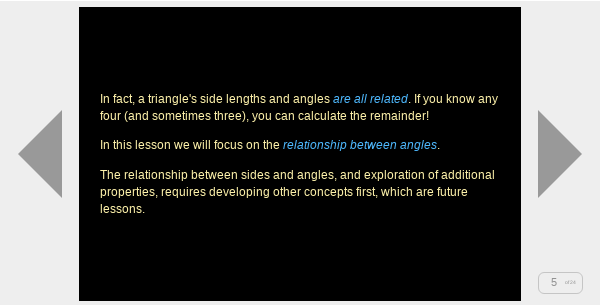 In fact, a triangle's side lengths and angles are all related. If you know any
four (and sometimes three), you can calculate the remainder!
In this lesson we will focus on the relationship between angles.
The relationship between sides and angles, and exploration of additional
properties, requires developing other concepts first, which are future
lessons.
5